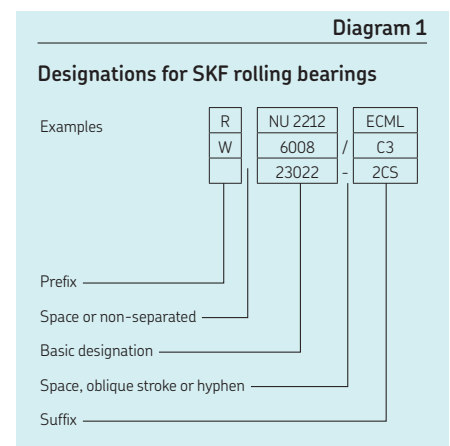 Diagram 1
Designations for SKF rolling bearings
Examples
R NU 2212 ECML
W 6008 / C3
23022 - 2CS
Prefix
Space or non-separated
Basic designation
Space, oblique stroke or hyphen
Suffix